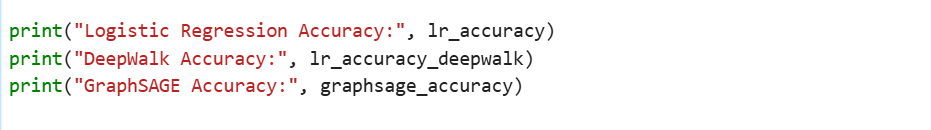 print("Logistic Regression Accuracy:", lr_accuracy)
print("DeepWalk Accuracy:", lr_accuracy_deepwalk)
print("GraphSAGE Accuracy:", graphsage_accuracy)